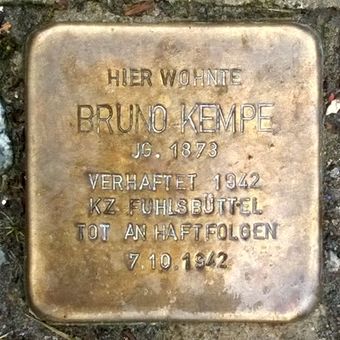 HIER WOHNTE
BRUNO KEMPE
JG. 1873
VERHAFTET 1942
KZ FUHLSBÜTTEL
TOT AN HAFTFOLGEN
7.10.1942